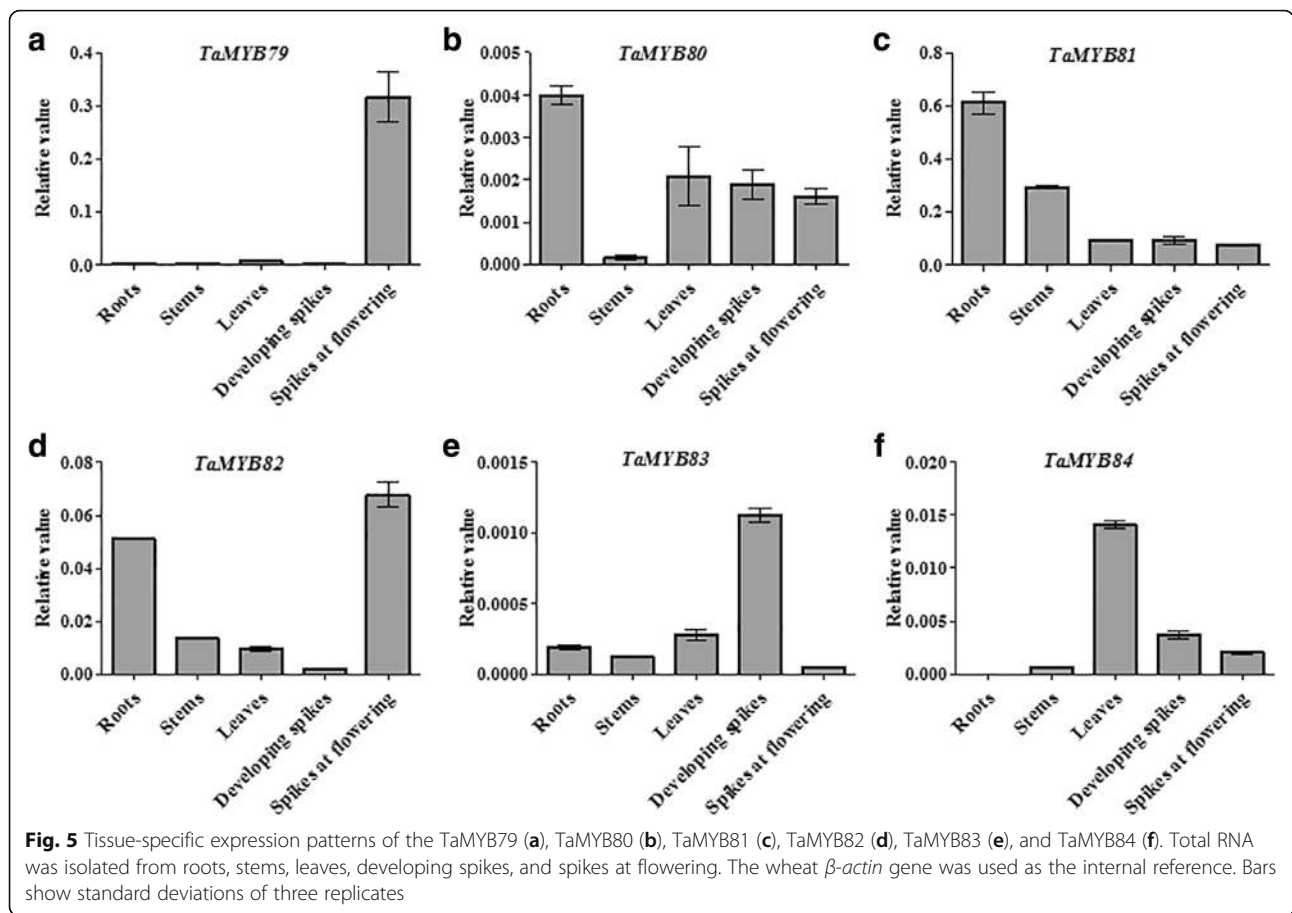 a
TaMYB79
Relative value
0.4
0.3
0.2
0.1
0.0
Roots
Stems
Leaves
Developing spikes
Spikes at flowering
b
TaMYB80
Relative value
0.005
0.004
0.003
0.002
0.001
0.000
Roots
Stems
Leaves
Developing spikes
Spikes at flowering
c
TaMYB81
Relative value
0.8
0.6
0.4
0.2
0.0
Roots
Stems
Leaves
Developing spikes
Spikes at flowering
d
TaMYB82
Relative value
0.08
0.06
0.04
0.02
0.00
Roots
Stems
Leaves
Developing spikes
Spikes at flowering
e
TaMYB83
Relative value
0.0015
0.0010
0.0005
0.0000
Roots
Stems
Leaves
Developing spikes
Spikes at flowering
f
TaMYB84
Relative value
0.020
0.015
0.010
0.005
0.000
Roots
Stems
Leaves
Developing spikes
Spikes at flowering
Fig. 5 Tissue-specific expression patterns of the TaMYB79 (a), TaMYB80 (b), TaMYB81 (c), TaMYB82 (d), TaMYB83 (e), and TaMYB84 (f). Total RNA
was isolated from roots, stems, leaves, developing spikes, and spikes at flowering. The wheat β-actin gene was used as the internal reference. Bars
show standard deviations of three replicates